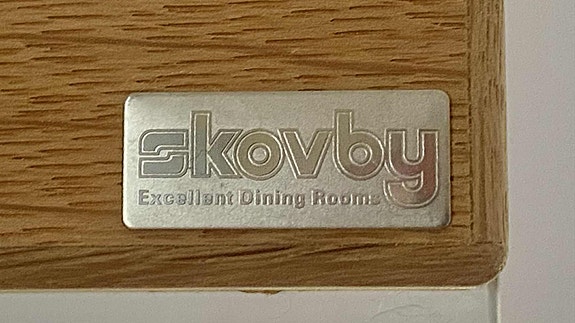 skovby
Excellent Dining Rooms